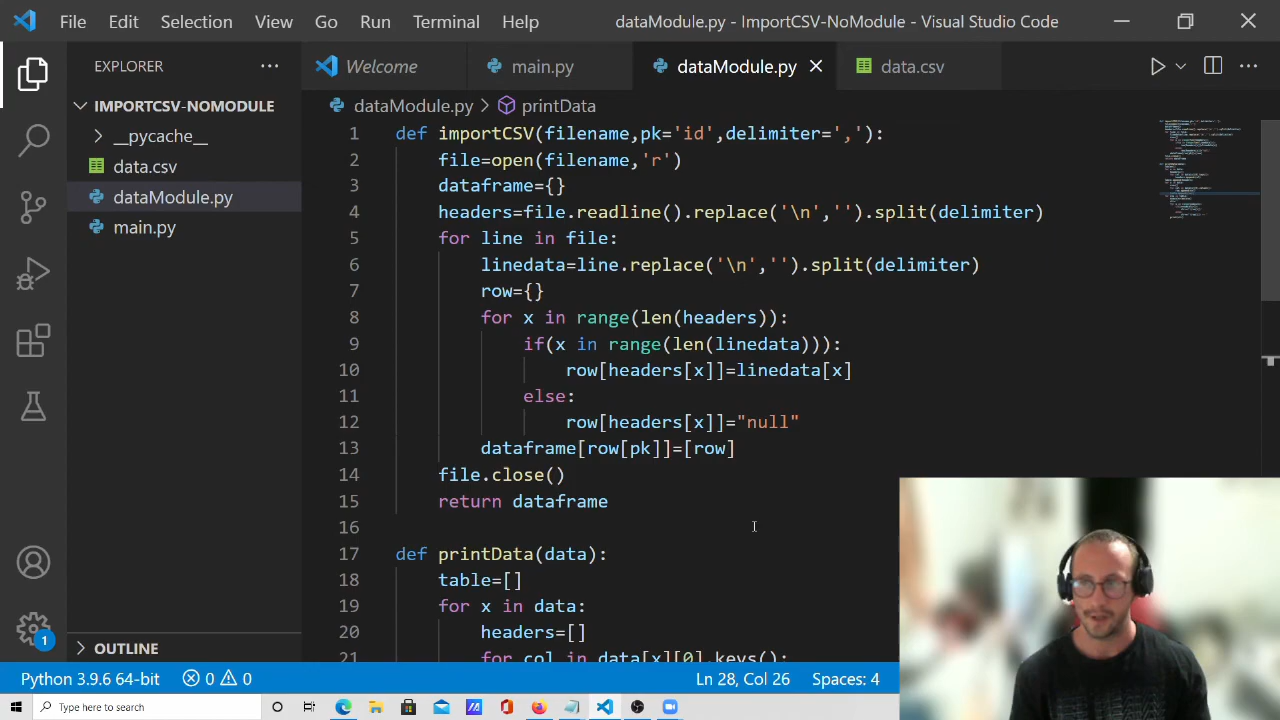 File Edit Selection View Go Run Terminal Help dataModule.py - ImportCSV-NoModule - Visual Studio Code
EXPLORER
Welcome main.py dataModule.py data.csv
IMPORTCSV-NOMODULE
__pycache__
data.csv
dataModule.py
main.py
OUTLINE
dataModule.py > printData
1 def importCSV(filename,pk='id',delimiter=','):
2 file=open(filename,'r')
3 dataframe={}
4 headers=file.readline().replace('\n','').split(delimiter)
5 for line in file:
6 linedata=line.replace('\n','').split(delimiter)
7 row={}
8 for x in range(len(headers)):
9 if(x in range(len(linedata))):
10 row[headers[x]]=linedata[x]
11 else:
12 row[headers[x]]="null"
13 dataframe[row[pk]]=[row]
14 file.close()
15 return dataframe
16
17 def printData(data):
18 table=[]
19 for x in data:
20 headers=[]
21 for col in data[x][0].keys():
1
Python 3.9.6 64-bit 0 0 Ln 28, Col 26 Spaces: 4
Type here to search